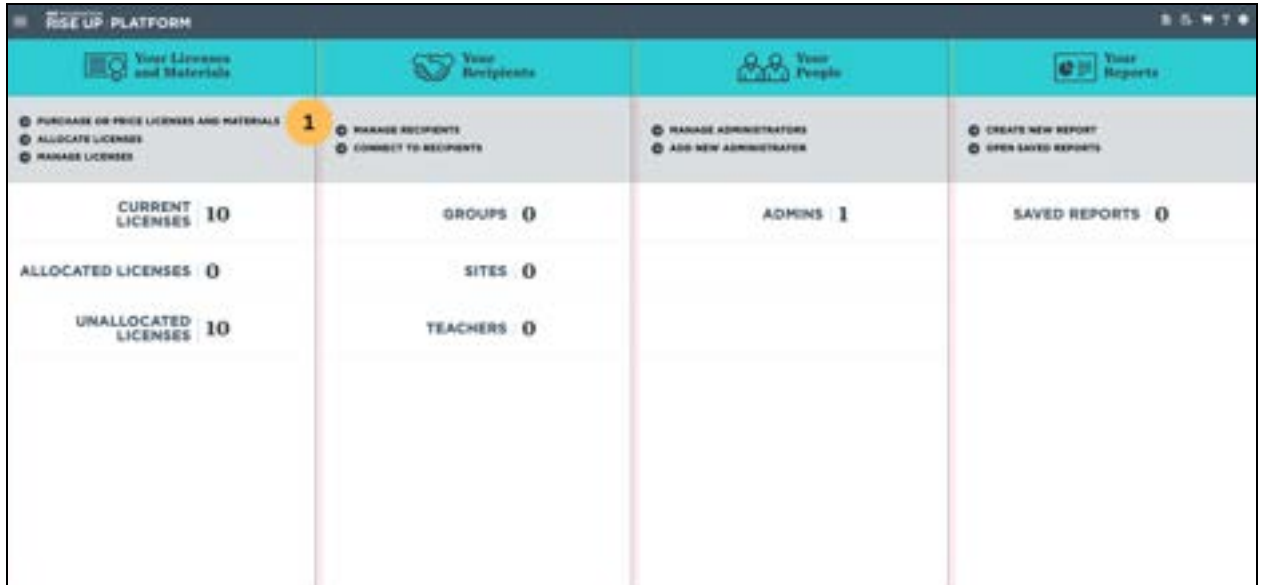 RISE UP PLATFORM
Your Licenses
and Materials
PURCHASE OR PRICE LICENSES AND MATERIALS
ALLOCATE LICENSES
MANAGE LICENSES
1
CURRENT
LICENSES 10
ALLOCATED LICENSES 0
UNALLOCATED
LICENSES 10
Your
Recipients
MANAGE RECIPIENTS
CONNECT TO RECIPIENTS
GROUPS 0
SITES 0
TEACHERS 0
Your
People
MANAGE ADMINISTRATORS
ADD NEW ADMINISTRATOR
ADMINS 1
Your
Reports
CREATE NEW REPORT
OPEN SAVED REPORTS
SAVED REPORTS 0